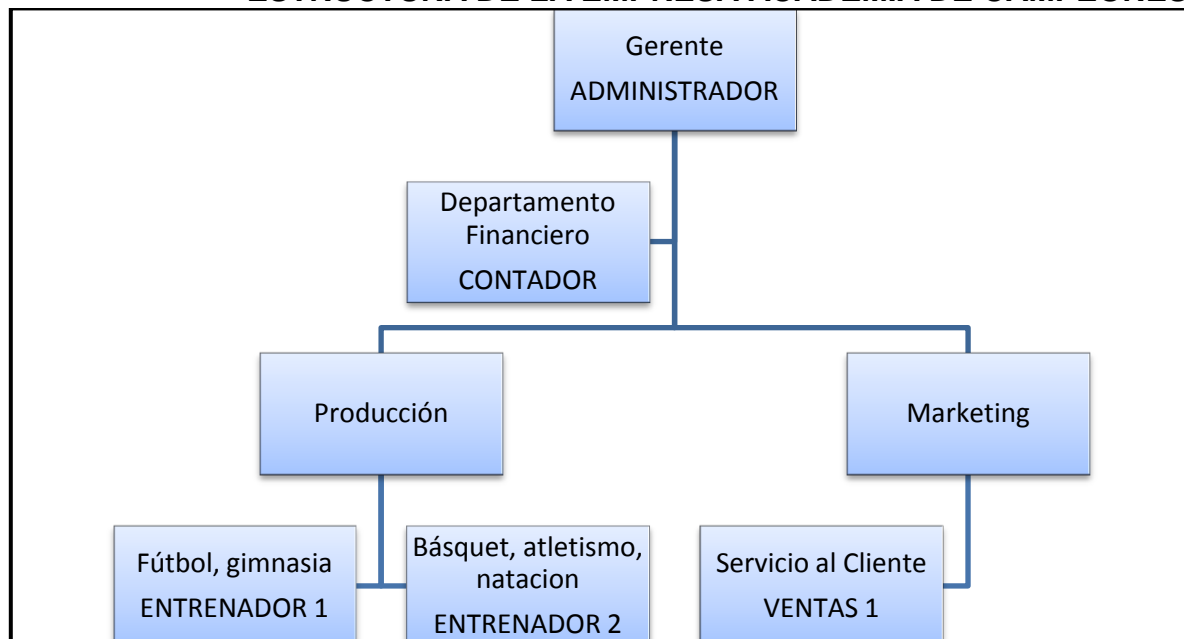 Gerente
ADMINISTRADOR
Departamento
Financiero
CONTADOR
Producción
Marketing
Fútbol, gimnasia
ENTRENADOR 1
Básquet, atletismo,
natacion
ENTRENADOR 2
Servicio al Cliente
VENTAS 1